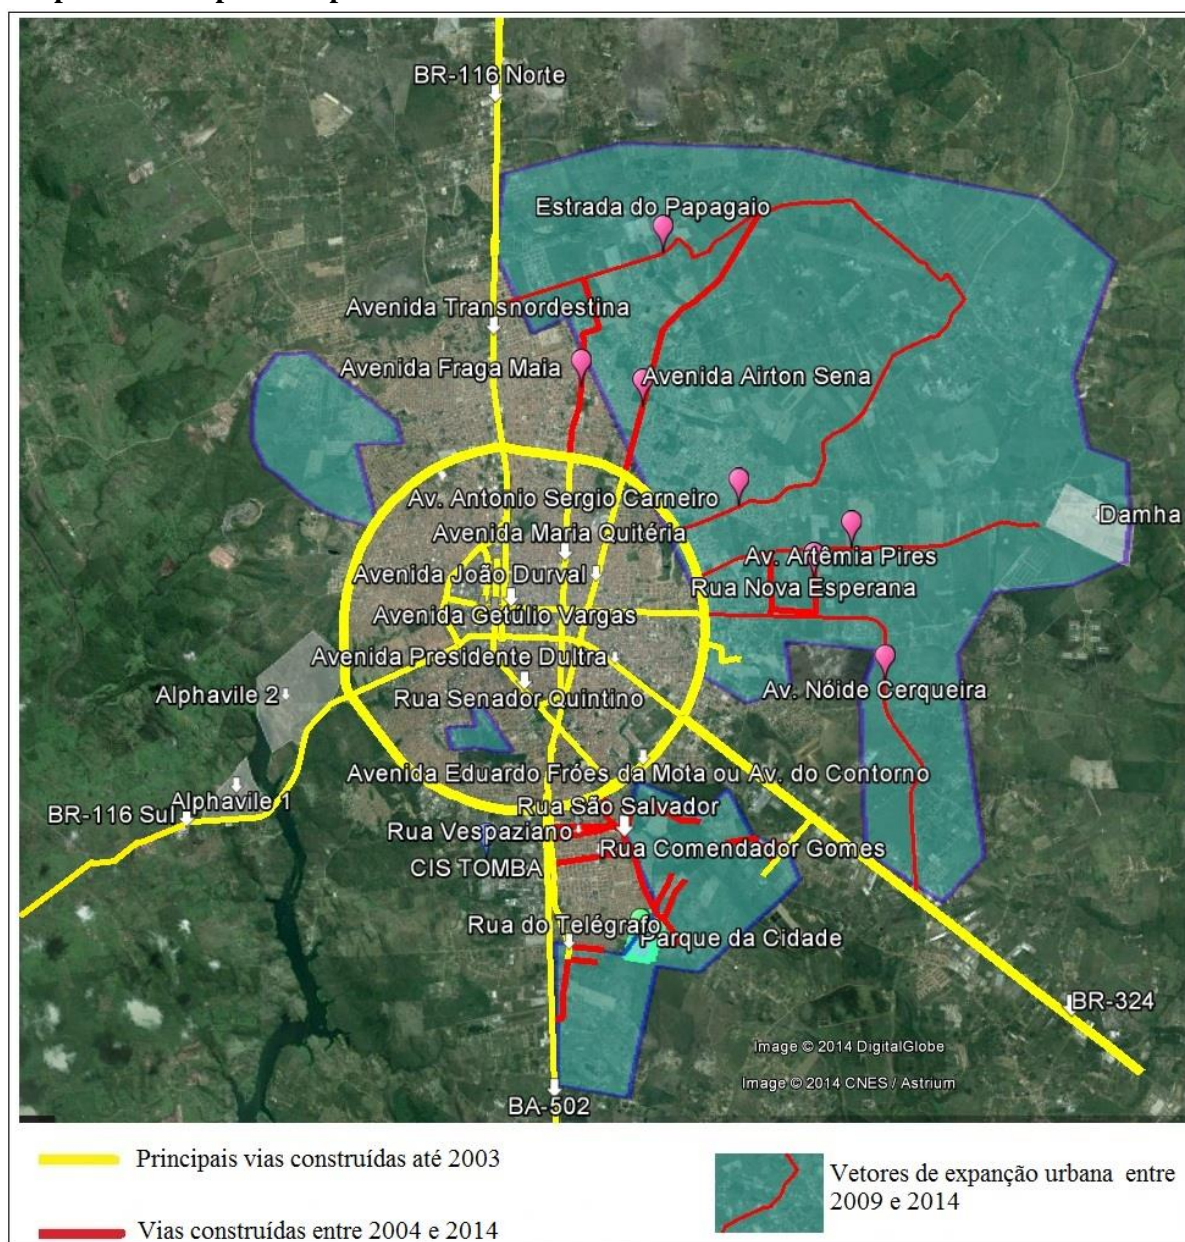 BR-116 Norte
Estrada do Papagaio
Avenida Transnordestina
Avenida Fraga Maia
Avenida Airton Sena
Av. Antonio Sergio Carneiro
Damha
Avenida Maria Quitéria
Av. Artêmia Pires
Avenida João Durval
Rua Nova Esperana
Avenida Getúlio Vargas
Avenida Presidente Dultra
Alphavile 2
Rua Senador Quintino
Av. Nóide Cerqueira
Avenida Eduardo Fróes da Mota ou Av. do Contorno
Alphavile 1
BR-116 Sul
Rua São Salvador
Rua Vespaziano
Rua Comendador Gomes
CIS TOMBA
Rua do Telégrafo
Parque da Cidade
BR-324
Image © 2014 DigitalGlobe
Image © 2014 CNES / Astrium
BA-502
Principais vias construídas até 2003
Vias construídas entre 2004 e 2014
Vetores de expanção urbana entre
2009 e 2014